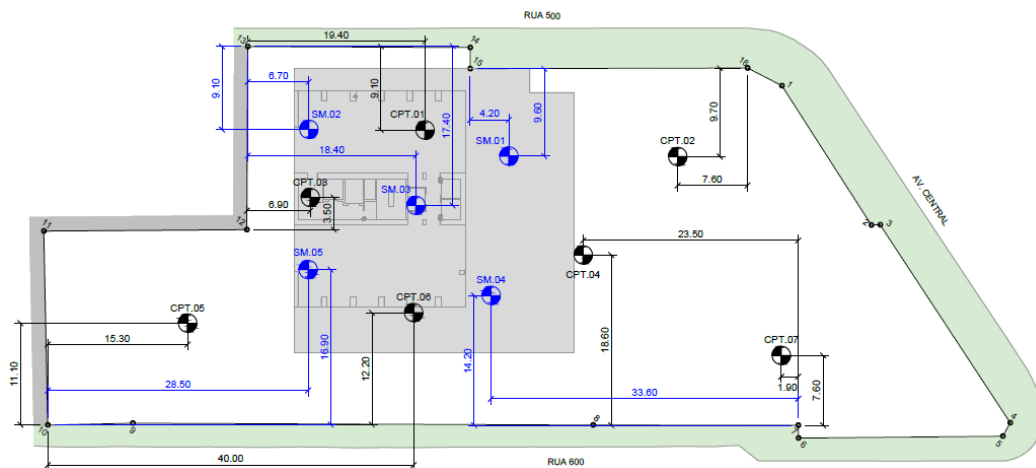 RUA 500
13
19.40
14
15
16
1
6.70
9.10
9.10
17.40
4.20
9.60
9.70
SM.02
CPT.01
SM.01
CPT.02
18.40
7.60
CPT.03
SM.03
AV. CENTRAL
6.90
3.50
11
12
2
3
23.50
SM.05
CPT.04
SM.04
CPT.05
CPT.06
15.30
11.10
16.90
12.20
14.20
18.60
CPT.07
1.90
7.60
28.50
33.60
10
9
8
7
6
4
5
40.00
RUA 600